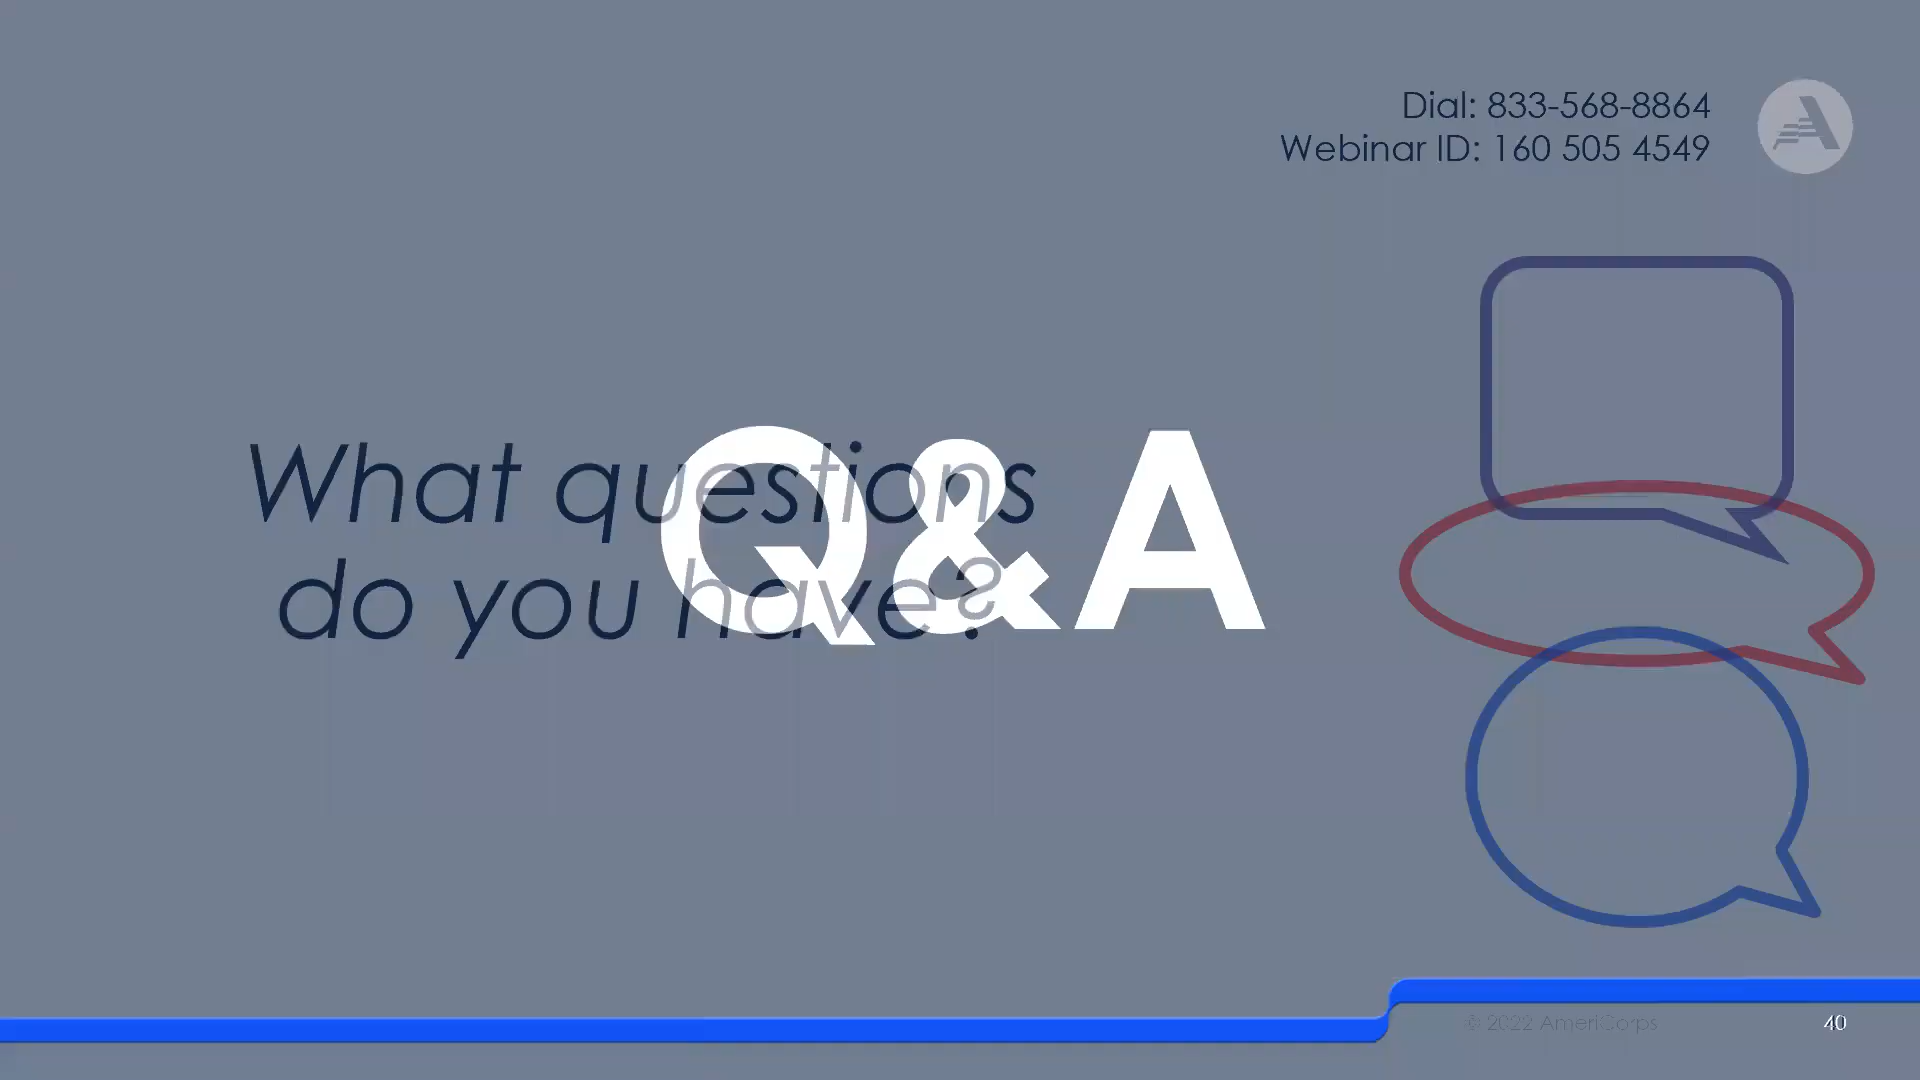 Dial: 833-568-8864
Webinar ID: 160 505 4549
What questions
do you have?
Q&A
© 2022 AmeriCorps
40